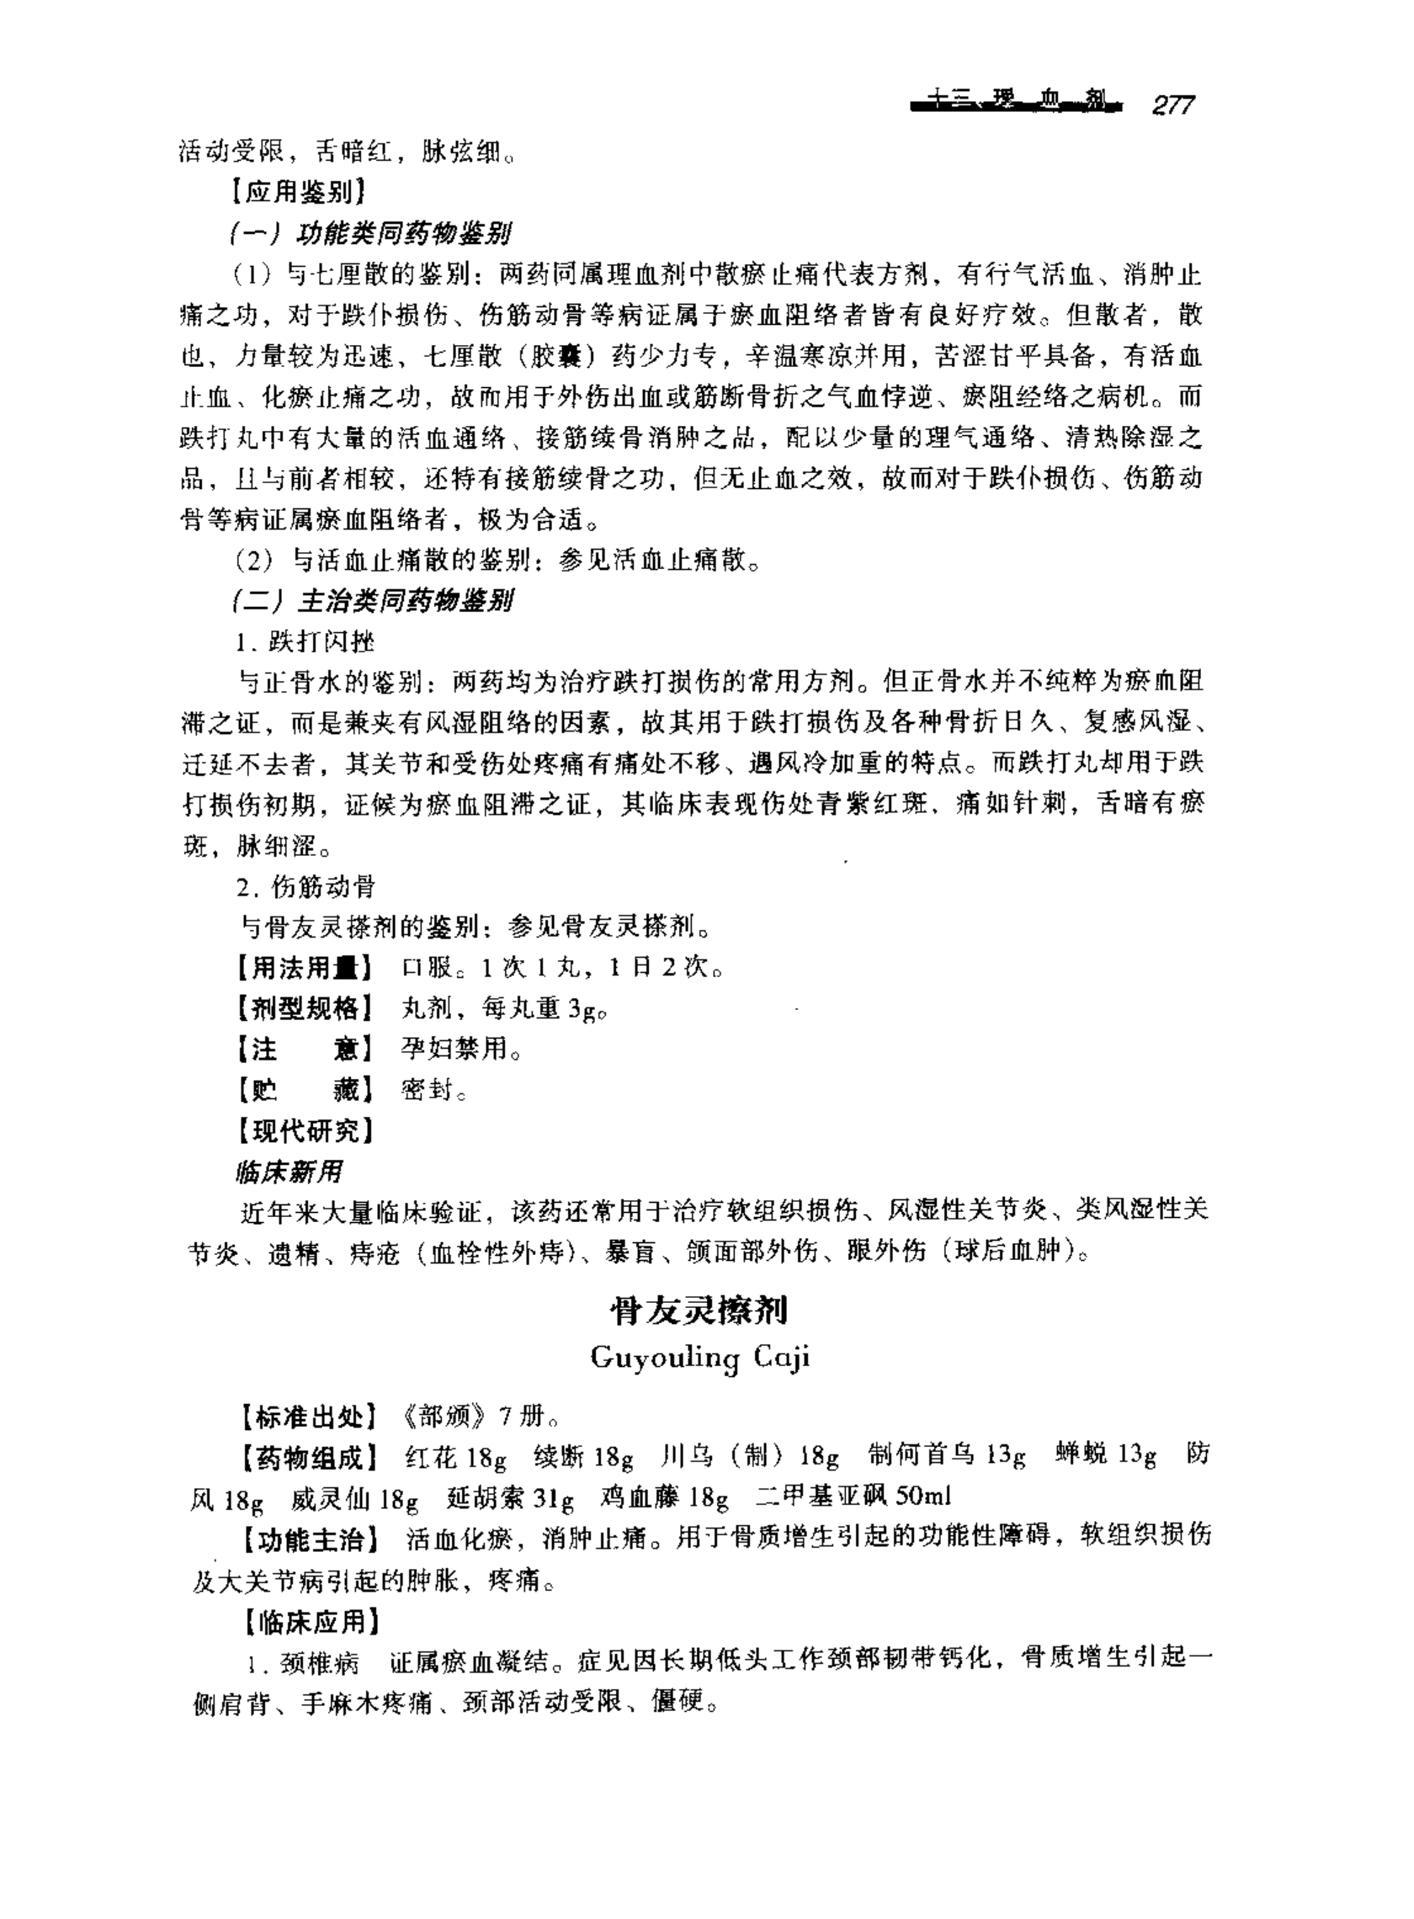 十三、理血剂 277
活动受限，舌暗红，脉弦细。
【应用鉴别】
（一）功能类同药物鉴别
（1）与七厘散的鉴别：两药同属理血剂中散瘀止痛代表方剂，有行气活血、消肿止
痛之功，对于跌仆损伤、伤筋动骨等病证属于瘀血阻络者皆有良好疗效。但散者，散
也、力量较为迅速、七厘散（胶囊）药少力专，辛温寒凉并用，苦涩甘平具备，有活血
止血、化瘀止痛之功，故而用于外伤出血或筋断骨折之气血悖逆、瘀阻经络之病机。而
跌打丸中有大量的活血通络、接筋续骨消肿之品，配以少量的理气通络、清热除湿之
品，且与前者相较，还特有接筋续骨之功，但无止血之效，故而对于跌仆损伤、伤筋动
骨等病证属瘀血阻络者，极为合适。
（2）与活血止痛散的鉴别：参见活血止痛散。
（二）主治类同药物鉴别
1. 跌打闪挫
与正骨水的鉴别：两药均为治疗跌打损伤的常用方剂。但正骨水并不纯粹为瘀血阻
滞之证，而是兼夹有风湿阻络的因素，故其用于跌打损伤及各种骨折日久、复感风湿、
迁延不去者，其关节和受伤处疼痛有痛处不移、遇风冷加重的特点。而跌打丸却用于跌
打损伤初期，证候为瘀血阻滞之证，其临床表现伤处青紫红斑、痛如针刺，舌暗有瘀
斑，脉细涩。
2. 伤筋动骨
与骨友灵搽剂的鉴别：参见骨友灵搽剂。
【用法用量】 口服。1 次 1 丸，1 日 2 次。
【剂型规格】 丸剂，每丸重 3g。
【注　　意】 孕妇禁用。
【贮　　藏】 密封。
【现代研究】
临床新用
近年来大量临床验证，该药还常用于治疗软组织损伤、风湿性关节炎、类风湿性关
节炎、遗精、痔疮（血栓性外痔）、暴盲、颌面部外伤、眼外伤（球后血肿）。
骨友灵擦剂
Guyouling Caji
【标准出处】《部颁》7 册。
【药物组成】 红花 18g　续断 18g　川乌（制）18g　制何首乌 13g　蝉蜕 13g　防
风 18g　威灵仙 18g　延胡索 31g　鸡血藤 18g　二甲基亚砜 50ml
【功能主治】 活血化瘀，消肿止痛。用于骨质增生引起的功能性障碍，软组织损伤
及大关节病引起的肿胀、疼痛。
【临床应用】
1. 颈椎病　证属瘀血凝结。症见因长期低头工作颈部韧带钙化，骨质增生引起一
侧肩背、手麻木疼痛、颈部活动受限、僵硬。